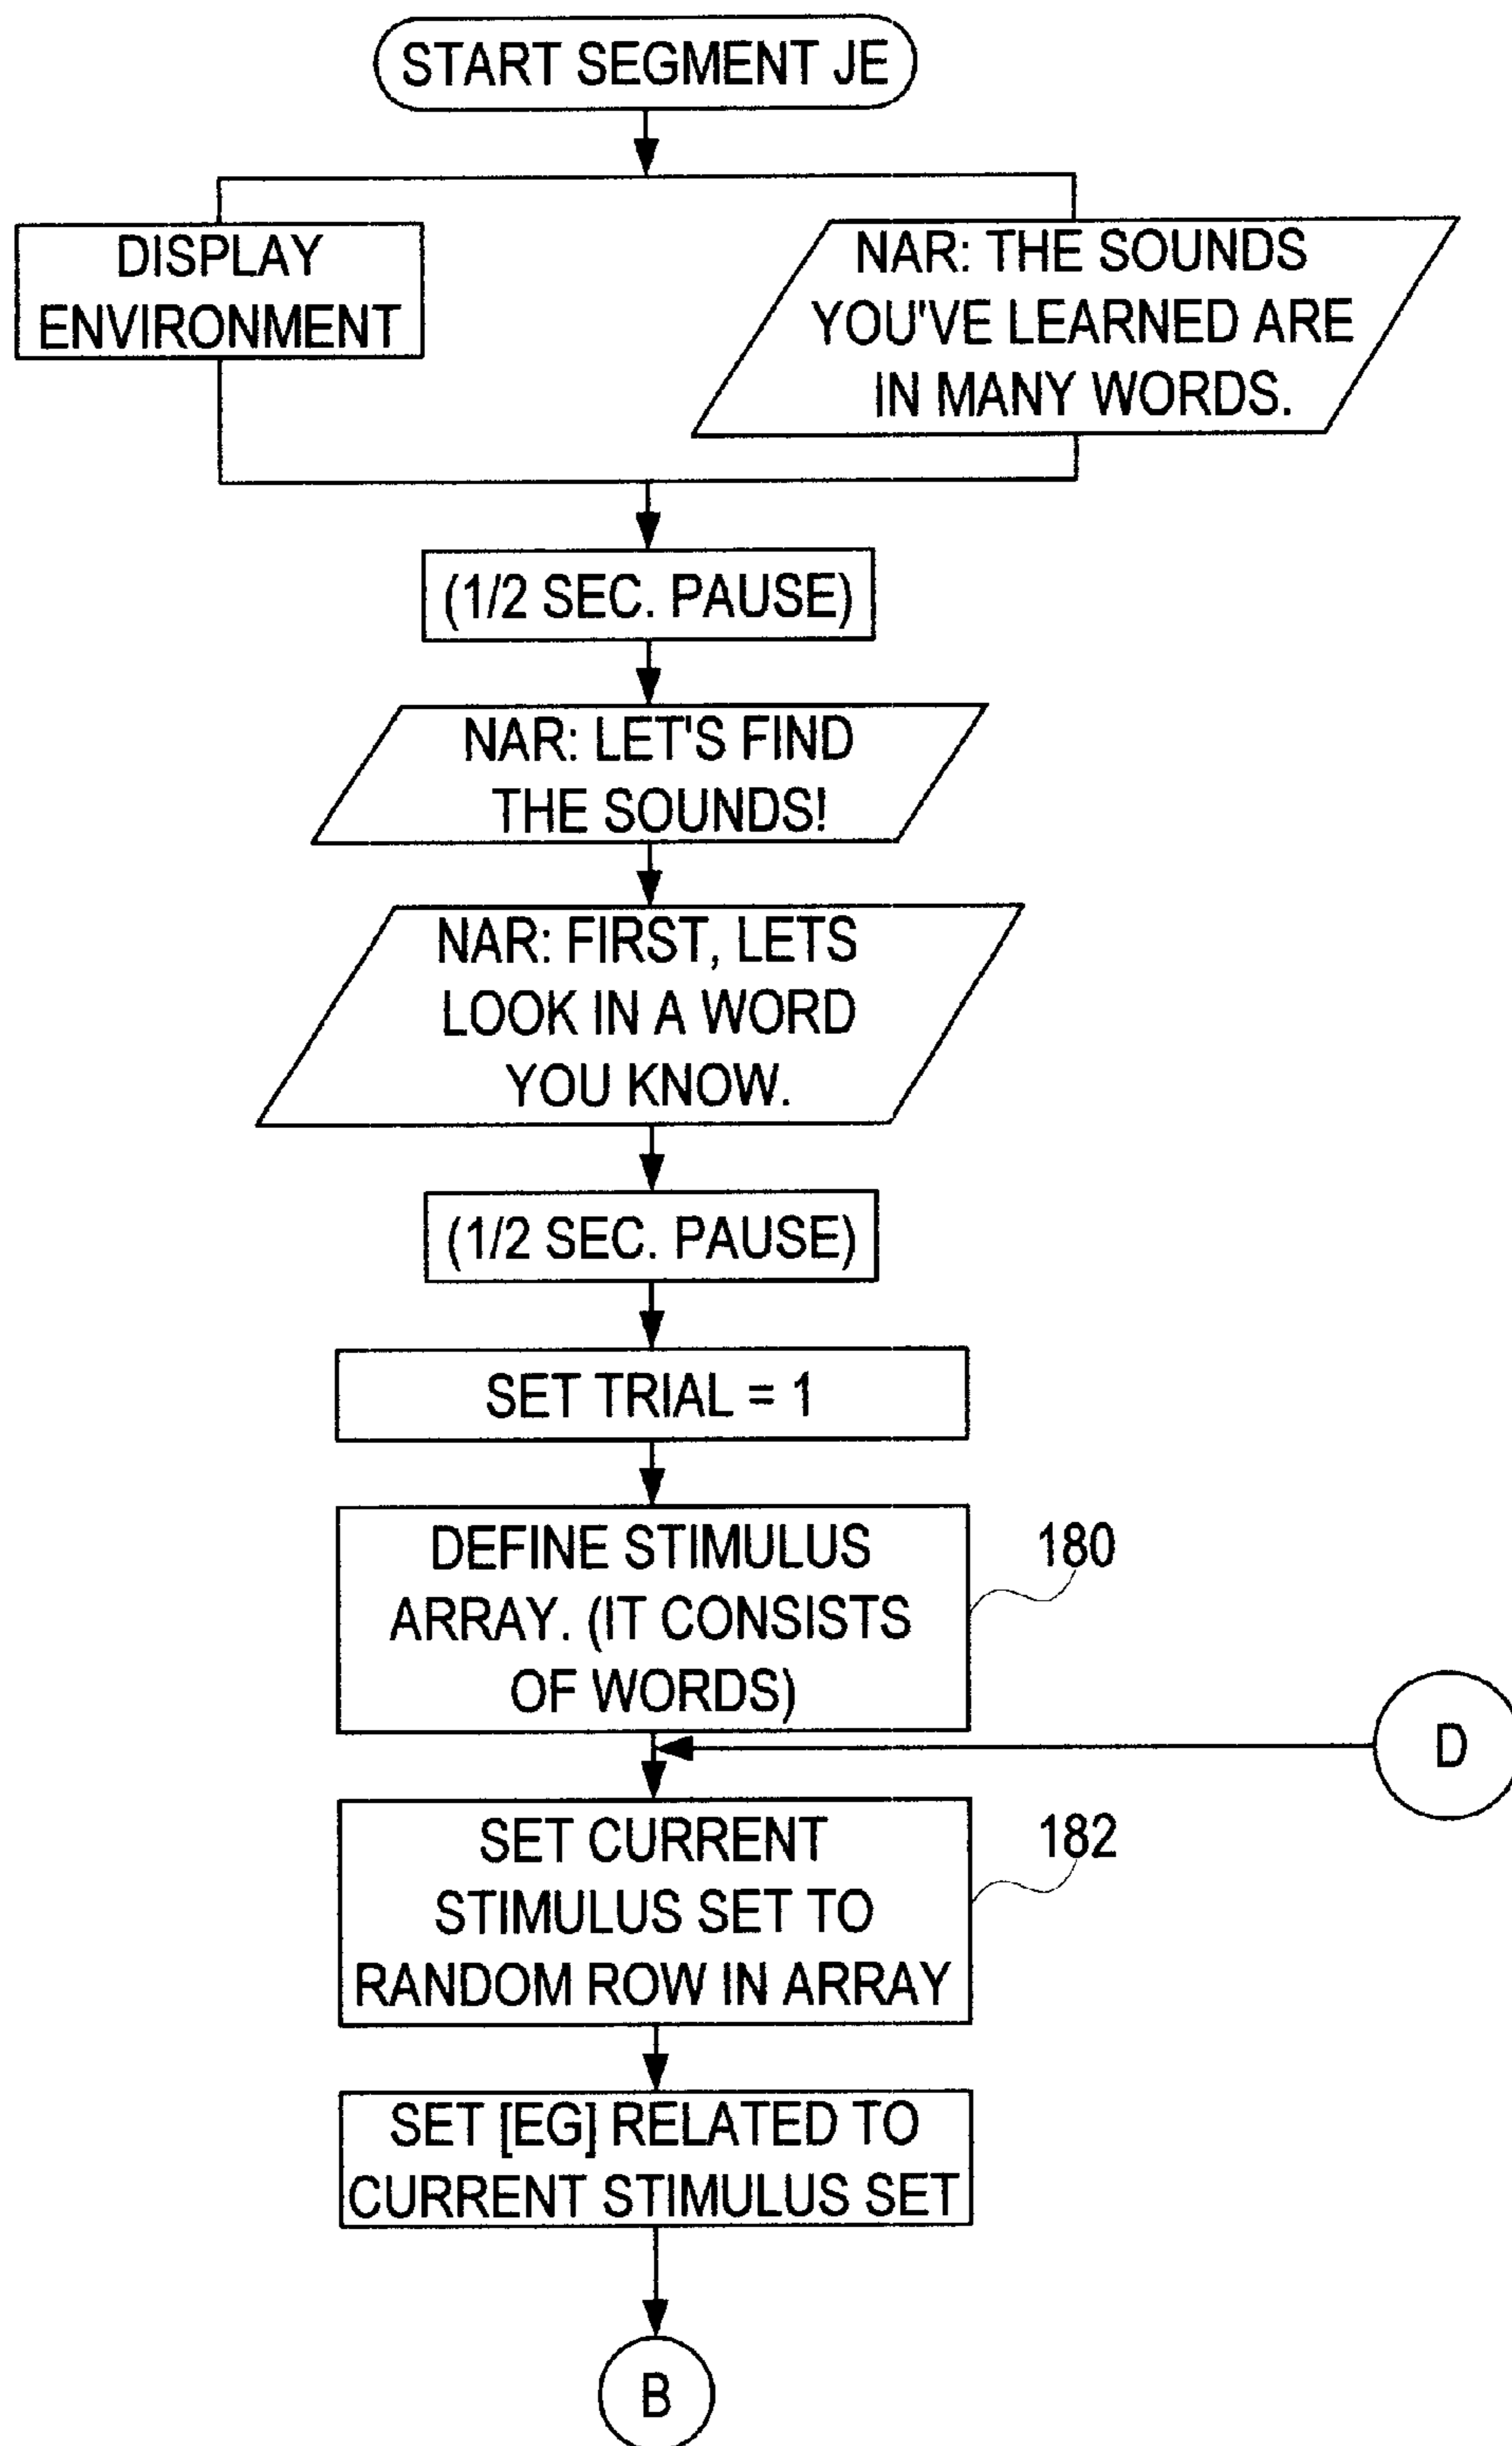 START SEGMENT JE
DISPLAY
ENVIRONMENT
NAR: THE SOUNDS
YOU'VE LEARNED ARE
IN MANY WORDS.
(1/2 SEC. PAUSE)
NAR: LET'S FIND
THE SOUNDS!
NAR: FIRST, LETS
LOOK IN A WORD
YOU KNOW.
(1/2 SEC. PAUSE)
SET TRIAL = 1
DEFINE STIMULUS
ARRAY. (IT CONSISTS
OF WORDS)
180
D
SET CURRENT
STIMULUS SET TO
RANDOM ROW IN ARRAY
182
SET [EG] RELATED TO
CURRENT STIMULUS SET
B